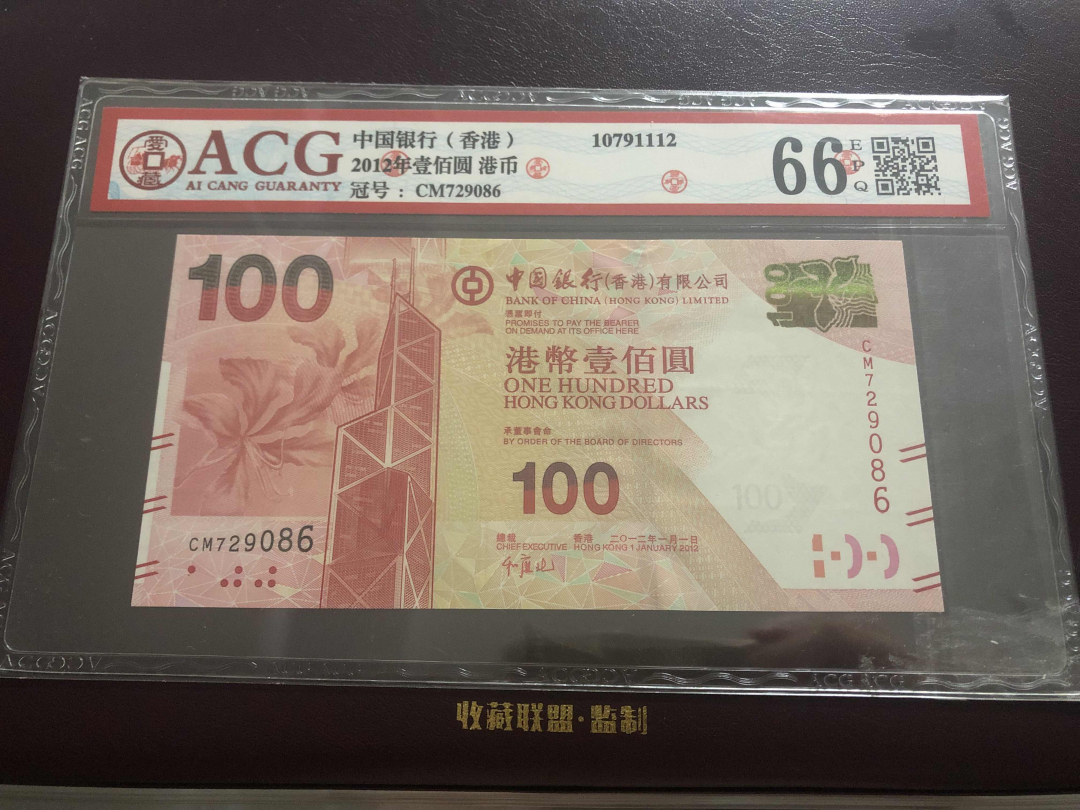 愛藏
ACG
AI CANG GUARANTY
中国银行（香港）
2012年壹佰圆 港币
冠号：CM729086
10791112
66
EPQ
100
中國銀行(香港)有限公司
BANK OF CHINA (HONG KONG) LIMITED
憑票即付
PROMISES TO PAY THE BEARER
ON DEMAND AT ITS OFFICE HERE
港幣壹佰圓
ONE HUNDRED
HONG KONG DOLLARS
承董事會命
BY ORDER OF THE BOARD OF DIRECTORS
100
總裁
CHIEF EXECUTIVE
香港 二〇一二年一月一日
HONG KONG 1 JANUARY 2012
CM729086
100
CM729086
100
收藏联盟·监制